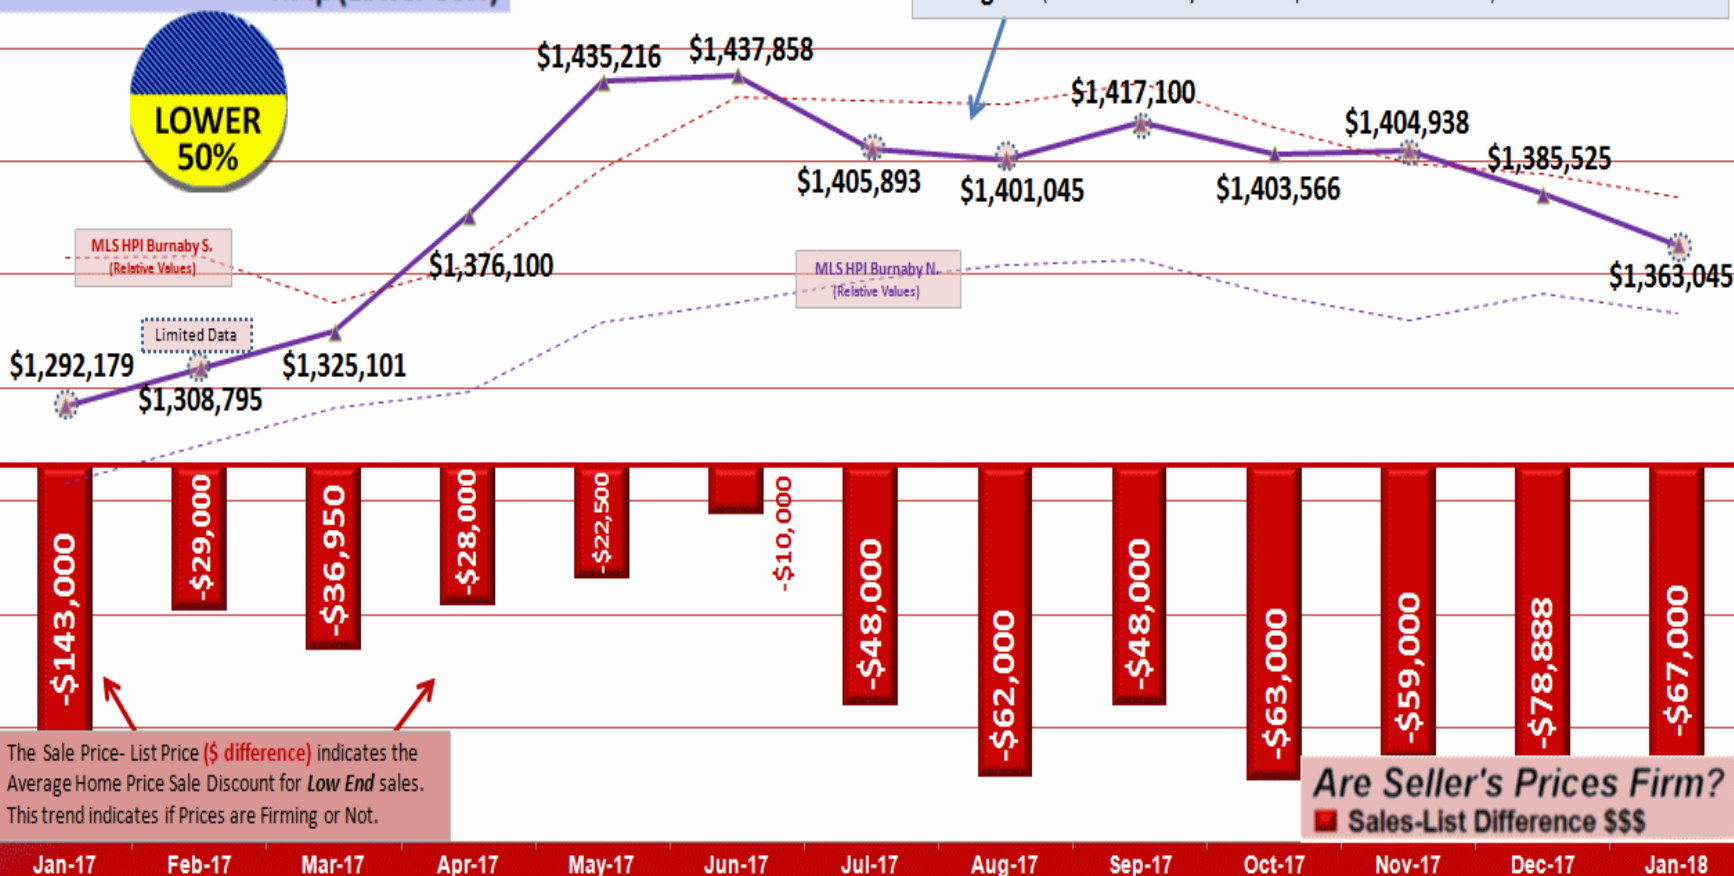 $1,435,216
$1,437,858
LOWER
50%
$1,417,100
$1,404,938
$1,385,525
$1,405,893
$1,401,045
$1,403,566
MLS HPI Burnaby S.
(Relative Values)
$1,376,100
MLS HPI Burnaby N.
(Relative Values)
$1,363,045
Limited Data
$1,292,179
$1,308,795
$1,325,101
-$143,000
-$29,000
-$36,950
-$28,000
-$22,500
-$10,000
-$48,000
-$62,000
-$48,000
-$63,000
-$59,000
-$78,888
-$67,000
The Sale Price- List Price ($ difference) indicates the
Average Home Price Sale Discount for Low End sales.
This trend indicates if Prices are Firming or Not.
Are Seller's Prices Firm?
Sales-List Difference $$$
Jan-17 Feb-17 Mar-17 Apr-17 May-17 Jun-17 Jul-17 Aug-17 Sep-17 Oct-17 Nov-17 Dec-17 Jan-18